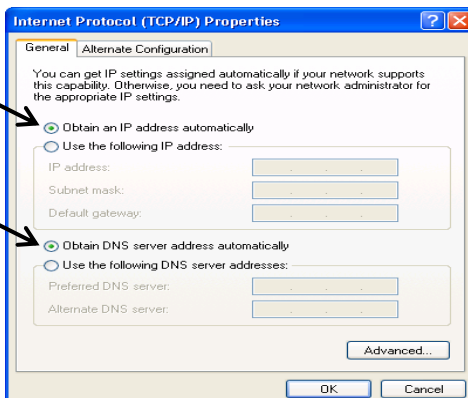 Internet Protocol (TCP/IP) Properties
General
Alternate Configuration
You can get IP settings assigned automatically if your network supports
this capability. Otherwise, you need to ask your network administrator for
the appropriate IP settings.
Obtain an IP address automatically
Use the following IP address:
IP address:
Subnet mask:
Default gateway:
Obtain DNS server address automatically
Use the following DNS server addresses:
Preferred DNS server:
Alternate DNS server:
Advanced...
OK
Cancel